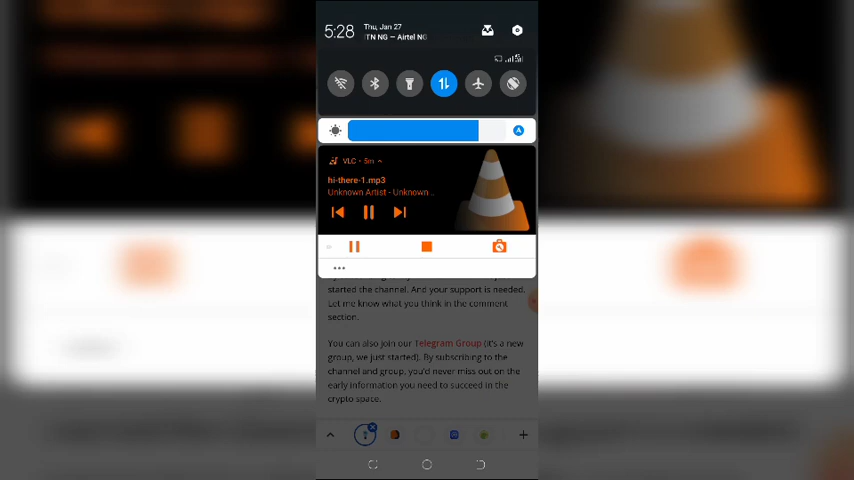 5:28
Thu, Jan 27
TN NG — Airtel NG
VLC • 5m
hi-there-1.mp3
Unknown Artist - Unknown ..
started the channel. And your support is needed.
Let me know what you think in the comment
section.
You can also join our Telegram Group (it's a new
group, we just started). By subscribing to the
channel and group, you'd never miss out on the
early information you need to succeed in the
crypto space.